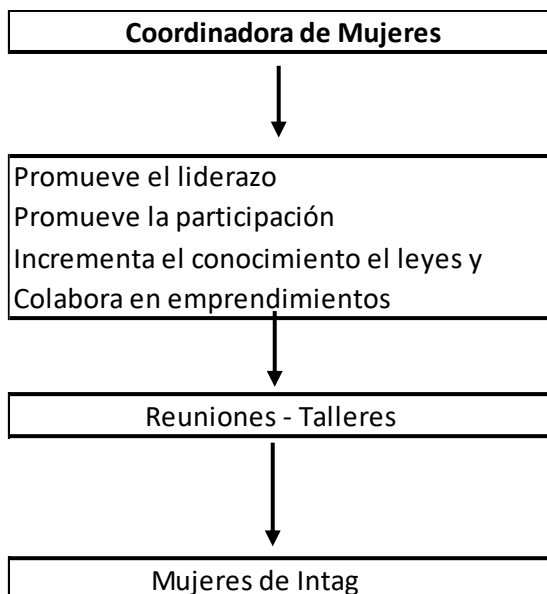 Coordinadora de Mujeres
Promueve el liderazo
Promueve la participación
Incrementa el conocimiento el leyes y
Colabora en emprendimientos
Reuniones - Talleres
Mujeres de Intag